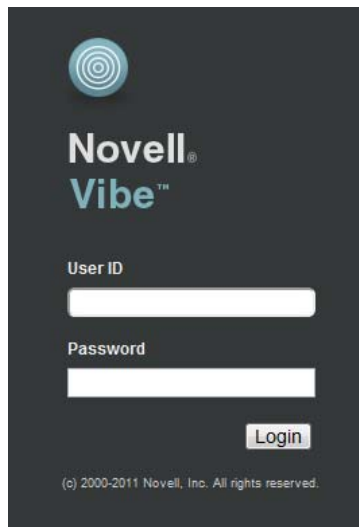 Novell®
Vibe™
User ID
Password
Login
(c) 2000-2011 Novell, Inc. All rights reserved.